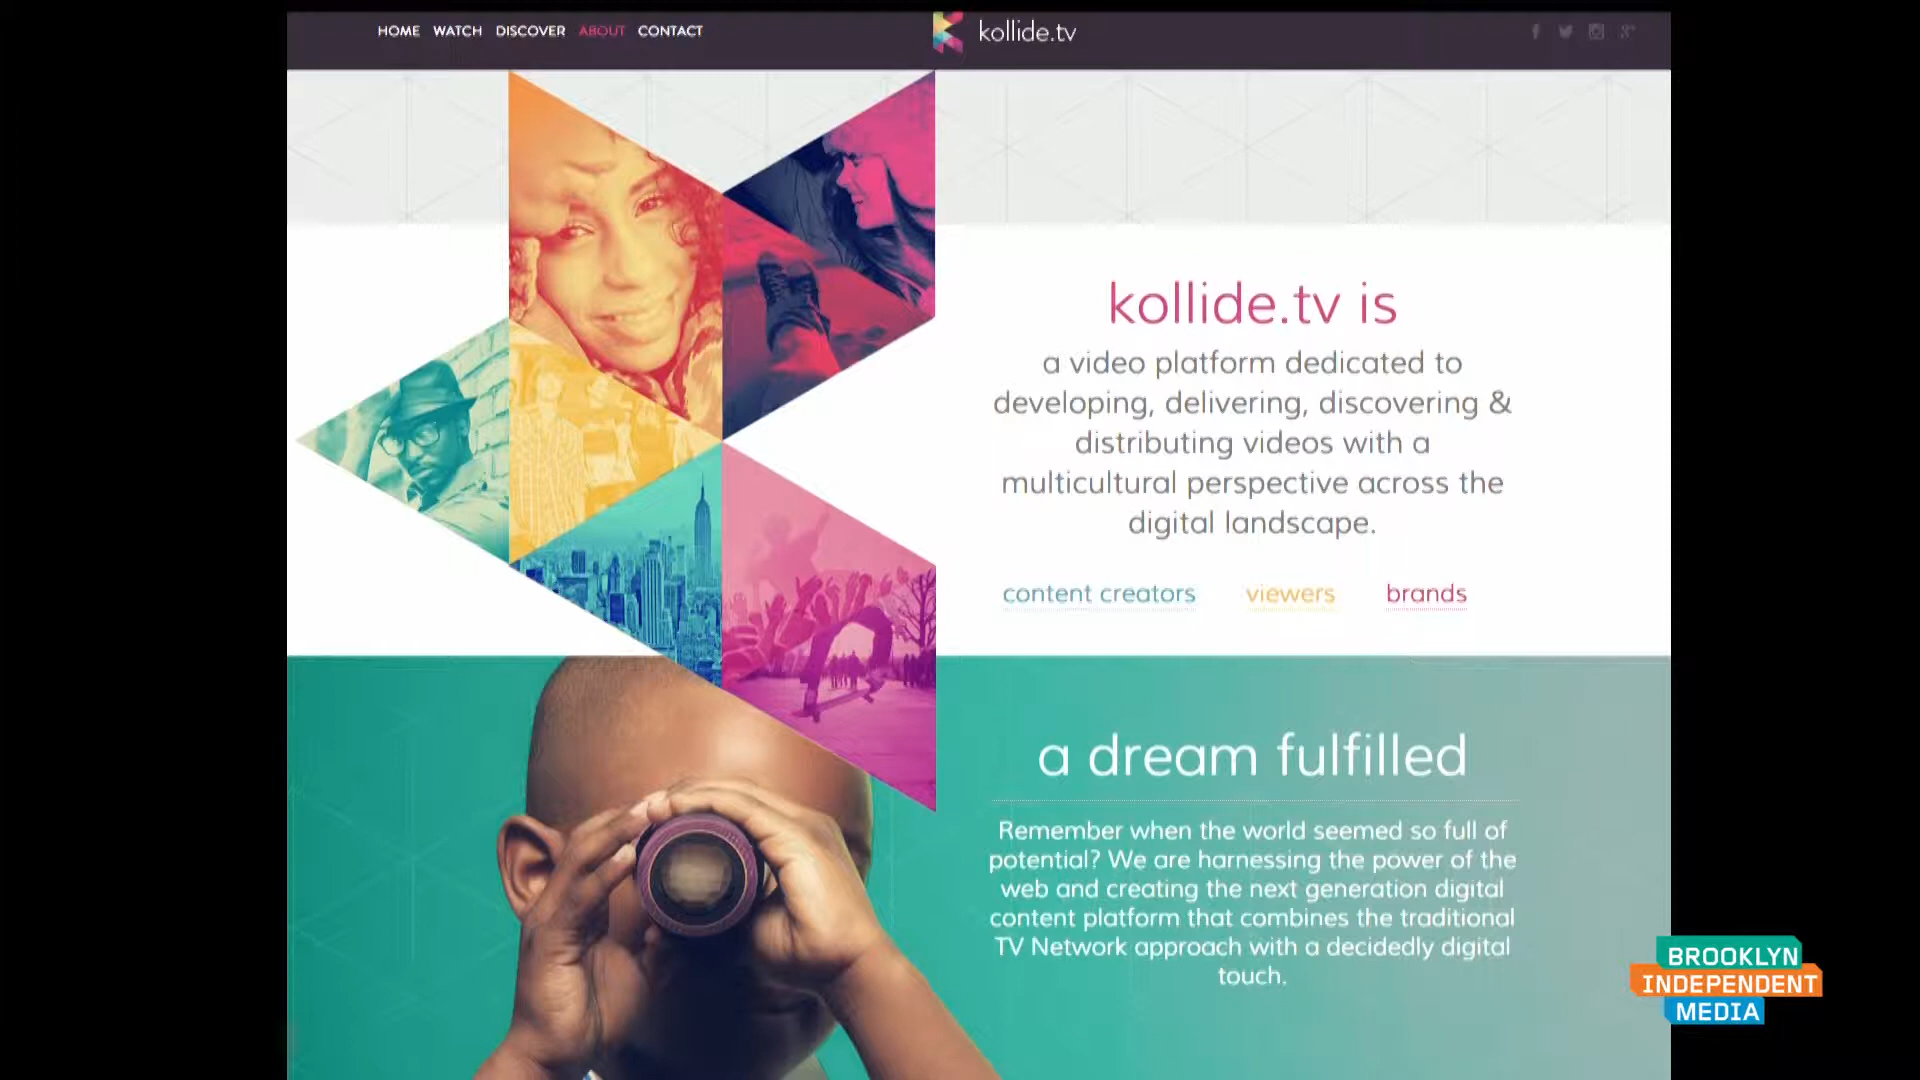 HOME WATCH DISCOVER ABOUT CONTACT
kollide.tv
kollide.tv is
a video platform dedicated to
developing, delivering, discovering &
distributing videos with a
multicultural perspective across the
digital landscape.
content creators viewers brands
a dream fulfilled
Remember when the world seemed so full of
potential? We are harnessing the power of the
web and creating the next generation digital
content platform that combines the traditional
TV Network approach with a decidedly digital
touch.
BROOKLYN
INDEPENDENT
MEDIA